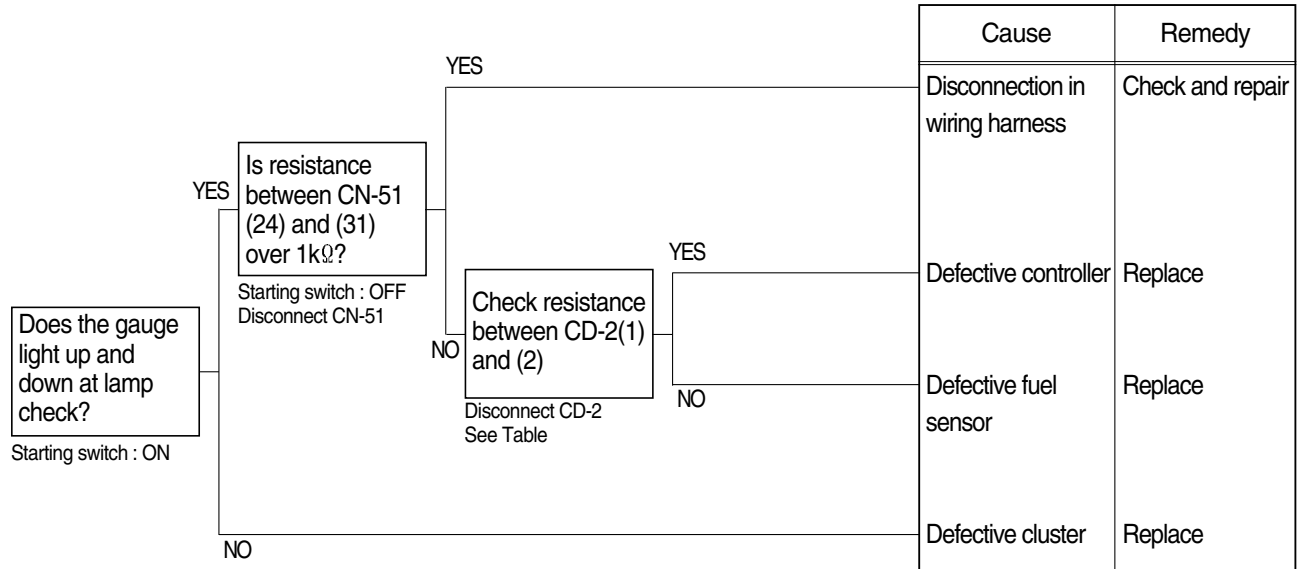 Cause
Remedy
YES
Disconnection in
wiring harness
Check and repair
YES
Is resistance
between CN-51
(24) and (31)
over 1kΩ?
Starting switch : OFF
Disconnect CN-51
YES
Defective controller
Replace
Does the gauge
light up and
down at lamp
check?
Starting switch : ON
NO
Check resistance
between CD-2(1)
and (2)
Disconnect CD-2
See Table
NO
Defective fuel
sensor
Replace
NO
Defective cluster
Replace